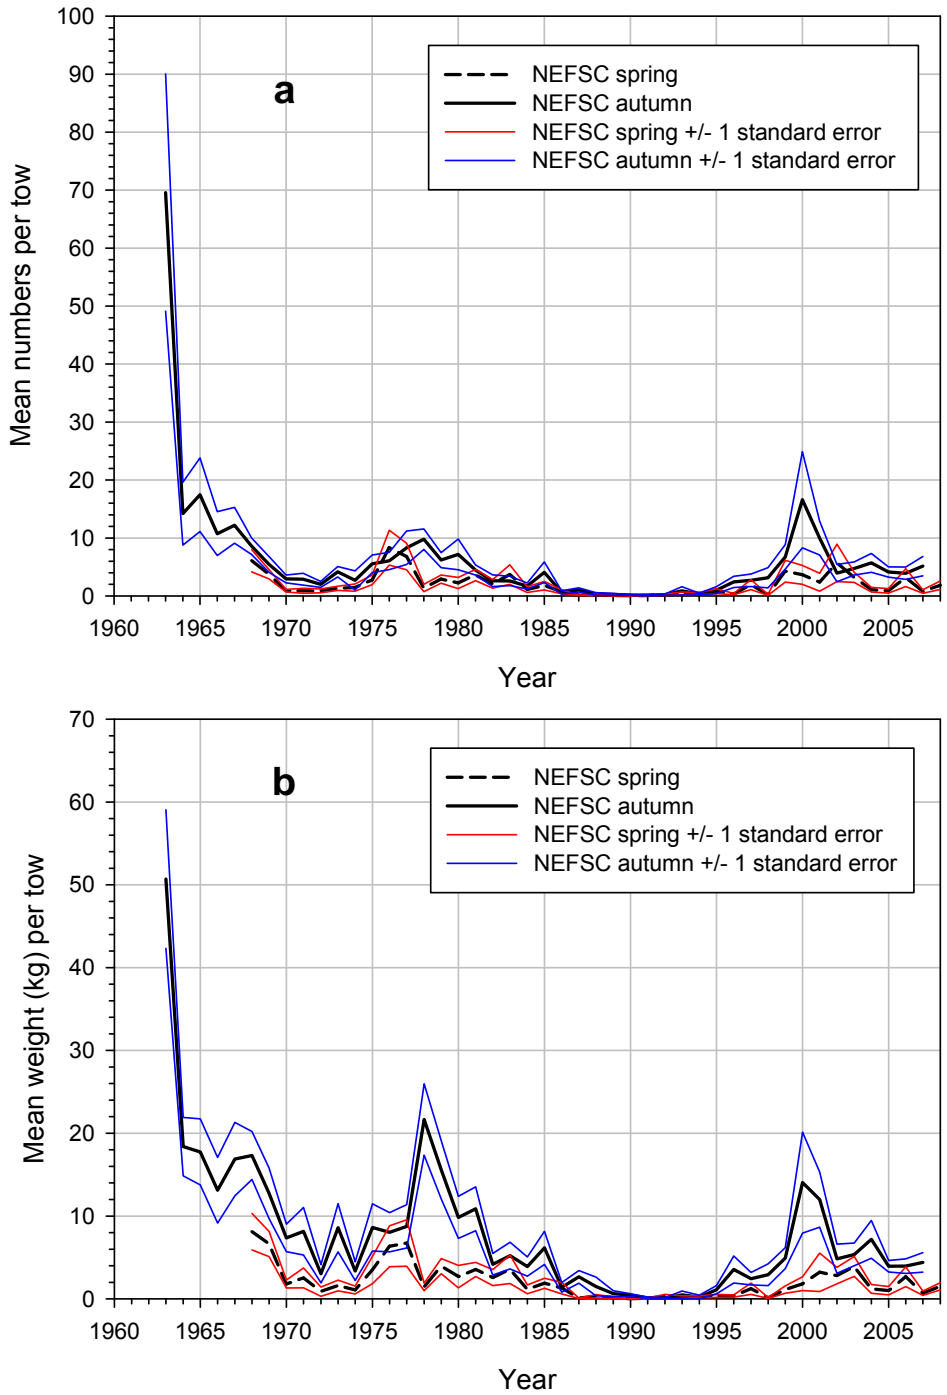 100
90
80
70
60
50
40
30
20
10
0
Mean numbers per tow
a
NEFSC spring
NEFSC autumn
NEFSC spring +/- 1 standard error
NEFSC autumn +/- 1 standard error
1960 1965 1970 1975 1980 1985 1990 1995 2000 2005
Year
70
60
50
40
30
20
10
0
Mean weight (kg) per tow
b
NEFSC spring
NEFSC autumn
NEFSC spring +/- 1 standard error
NEFSC autumn +/- 1 standard error
1960 1965 1970 1975 1980 1985 1990 1995 2000 2005
Year